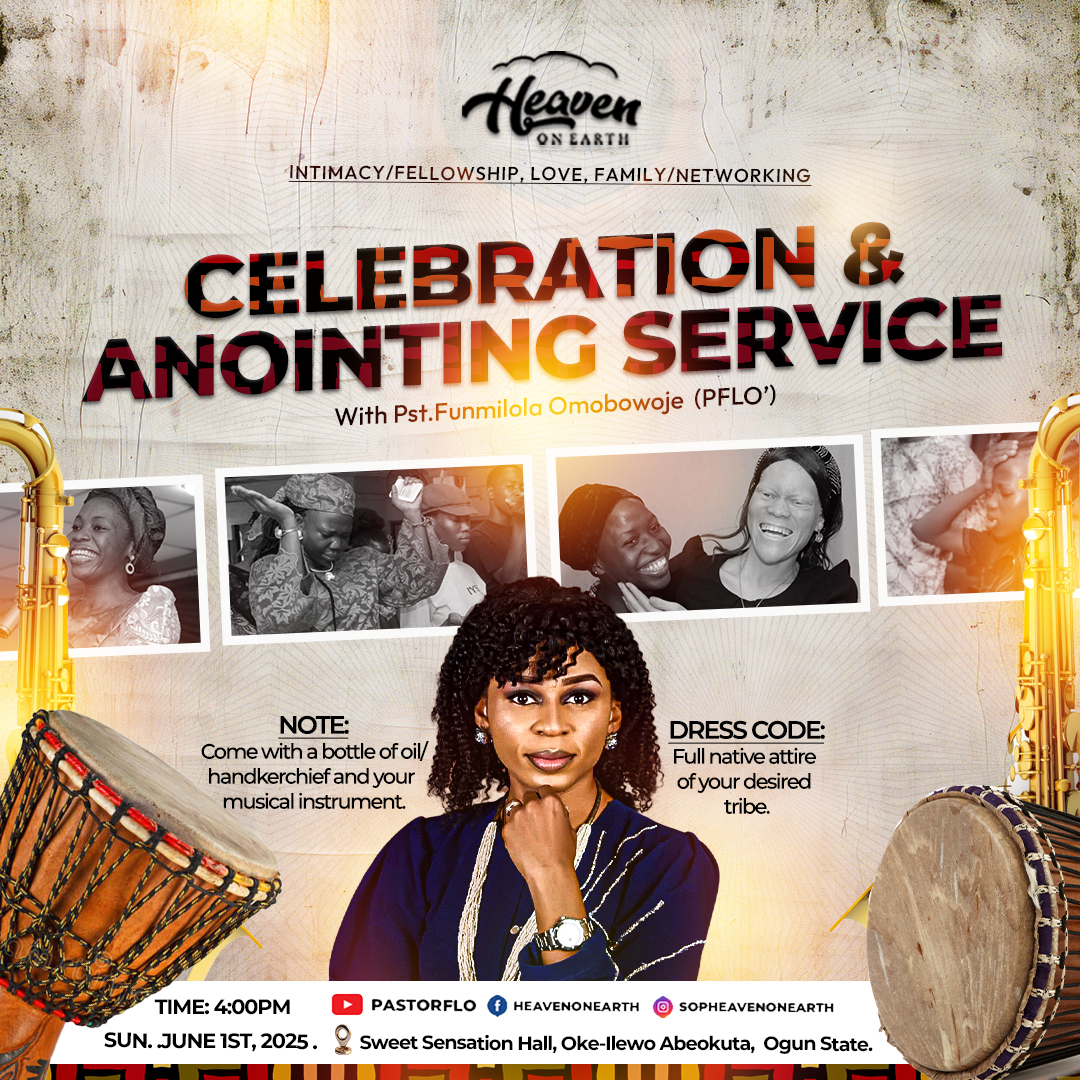 Heaven
ON EARTH
INTIMACY/FELLOWSHIP, LOVE, FAMILY/NETWORKING
CELEBRATION &
ANOINTING SERVICE
With Pst.Funmilola Omobowoje (PFLO’)
NOTE:
Come with a bottle of oil/
handkerchief and your
musical instrument.
DRESS CODE:
Full native attire
of your desired
tribe.
TIME: 4:00PM
PASTORFLO
HEAVENONEARTH
SOPHEAVENONEARTH
SUN. .JUNE 1ST, 2025 .
Sweet Sensation Hall, Oke-Ilewo Abeokuta, Ogun State.